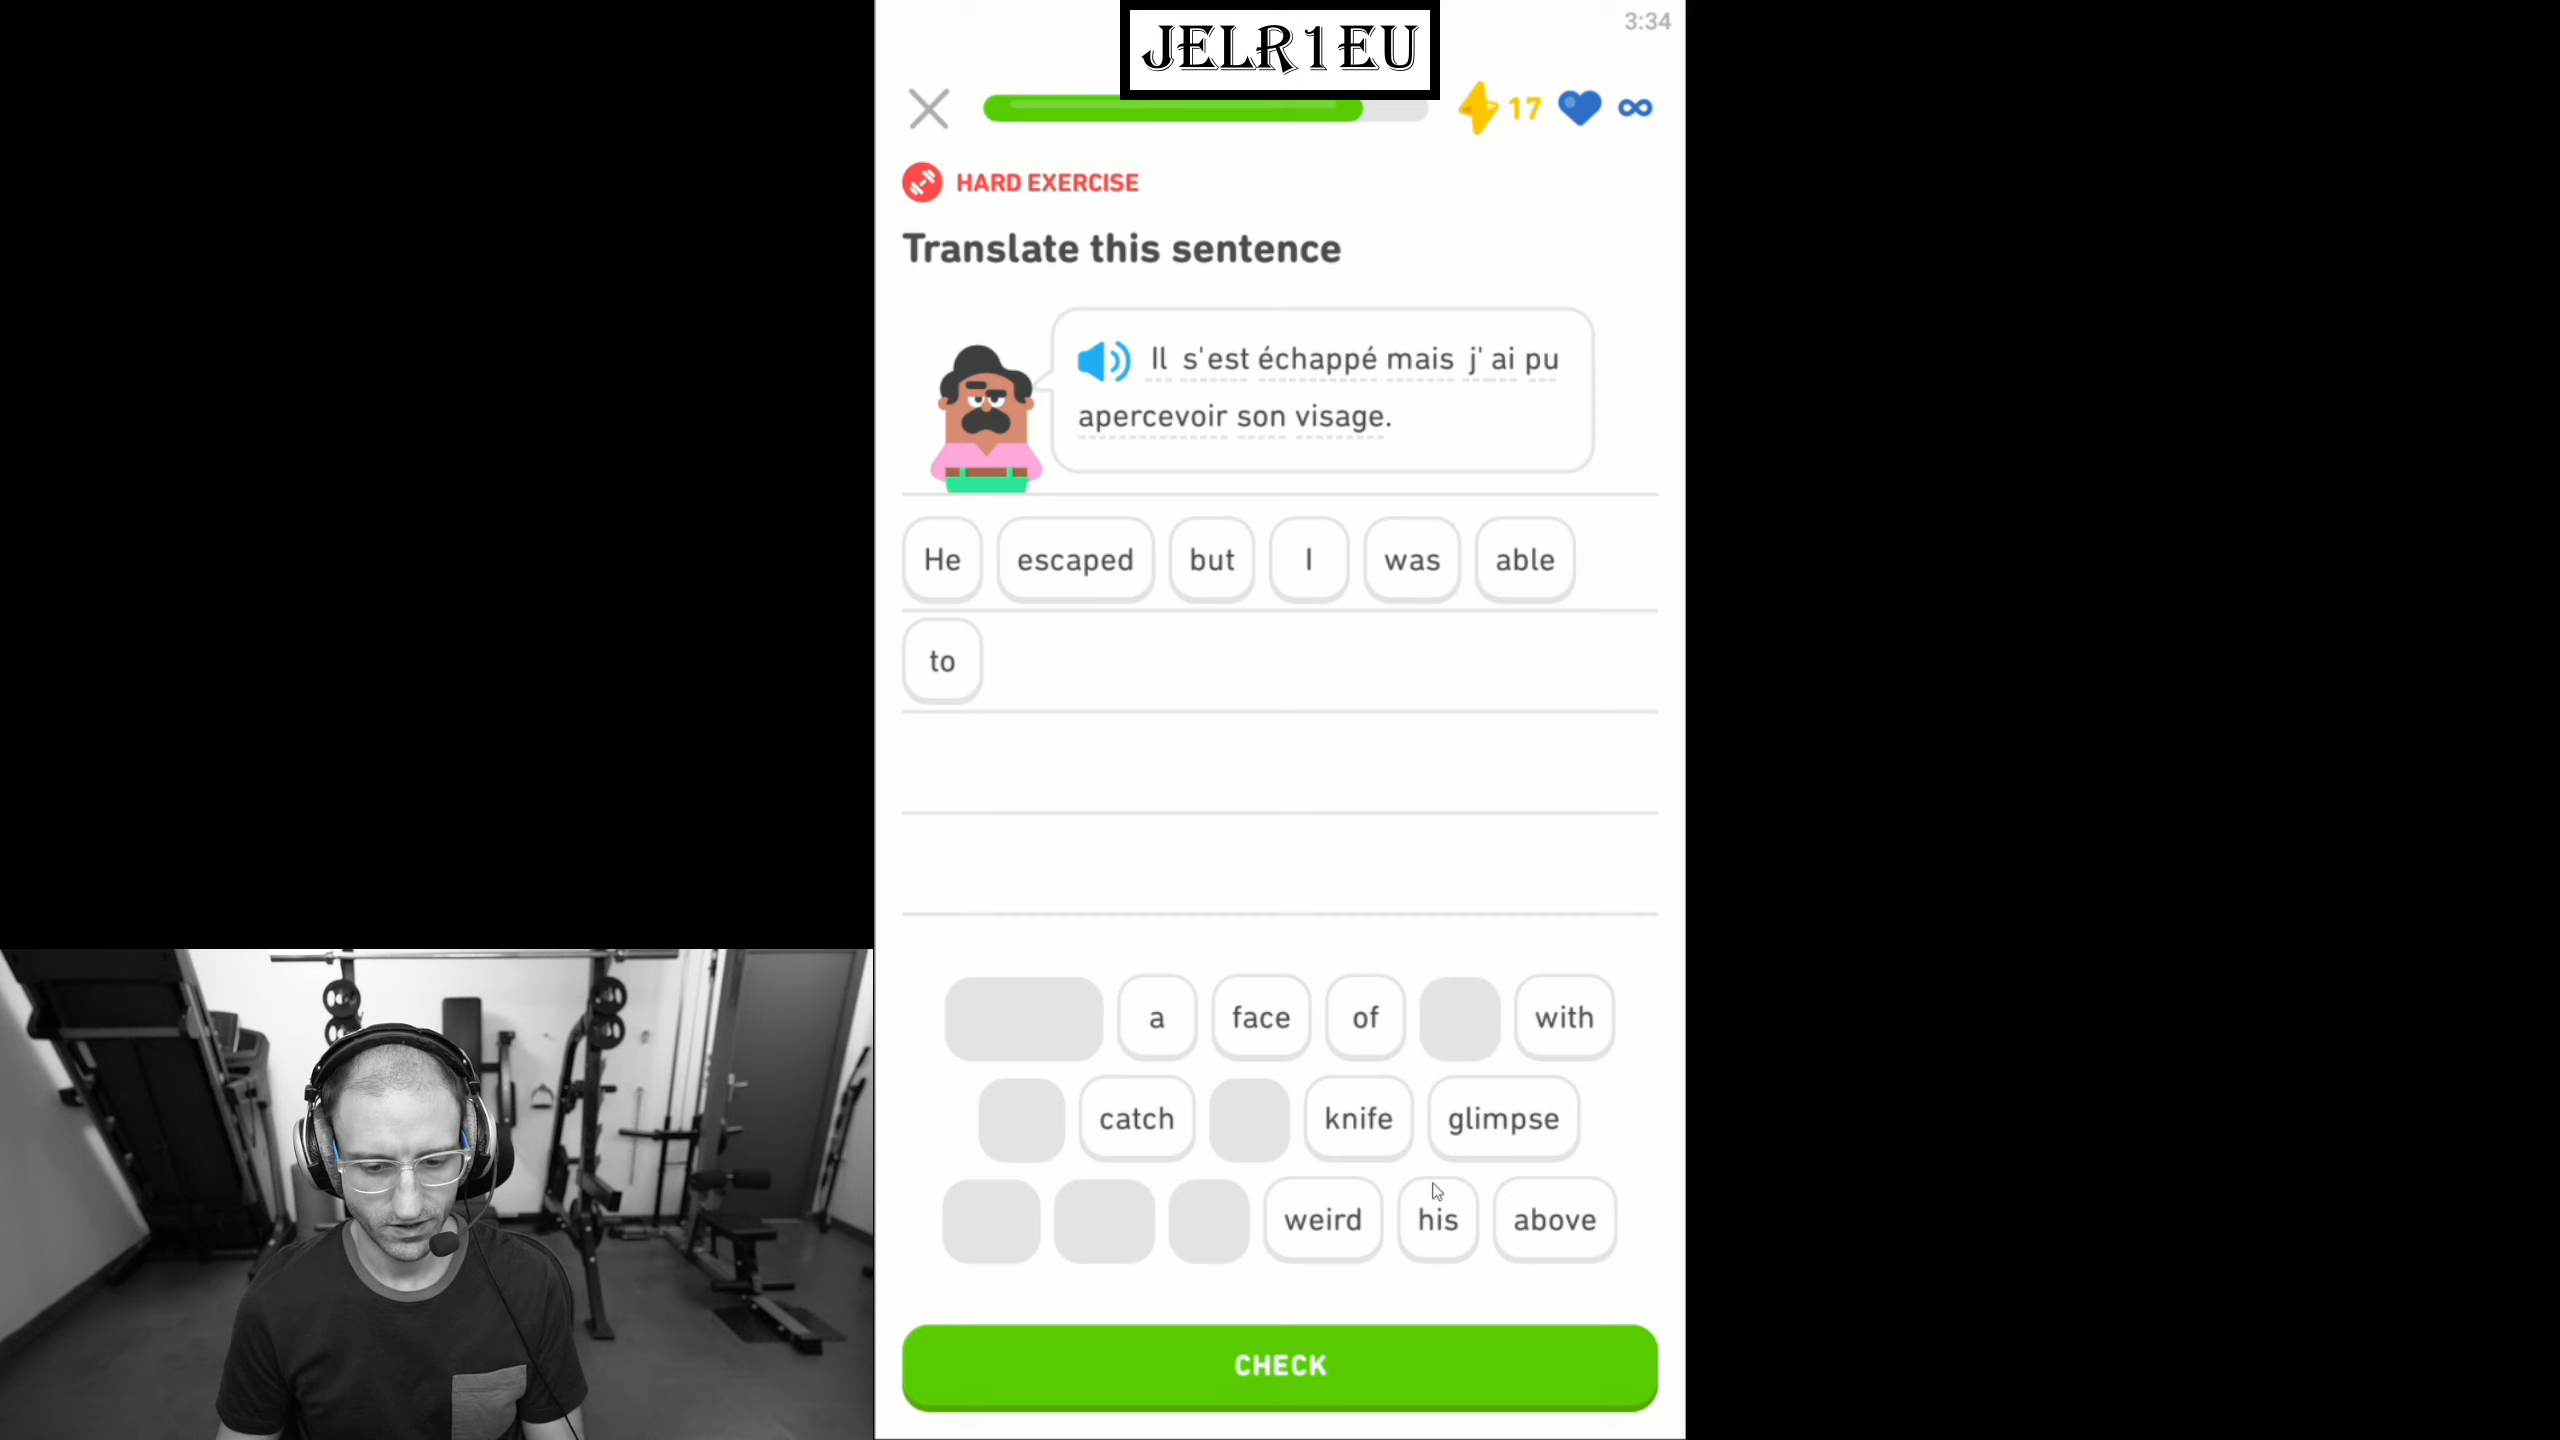 3:34
JELR1EU
17
HARD EXERCISE
Translate this sentence
Il s'est échappé mais j'ai pu
apercevoir son visage.
He escaped but I was able
to
a face of with
catch knife glimpse
weird his above
CHECK